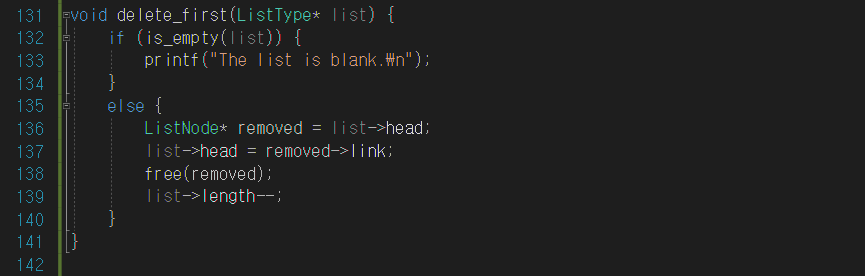 131 void delete_first(ListType* list) {
132     if (is_empty(list)) {
133         printf("The list is blank.₩n");
134     }
135     else {
136         ListNode* removed = list->head;
137         list->head = removed->link;
138         free(removed);
139         list->length--;
140     }
141 }
142